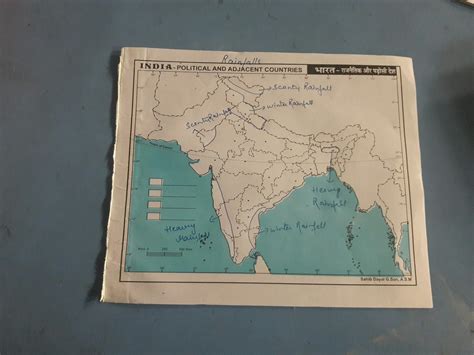 Rainfalls
INDIA - POLITICAL AND ADJACENT COUNTRIES
भारत - राजनैतिक और पड़ोसी देश
Scanty Rainfall
Winter Rainfall
Scanty Rainfall
Heavy
Rainfall
Heavy
Rainfall
Winter Rainfall